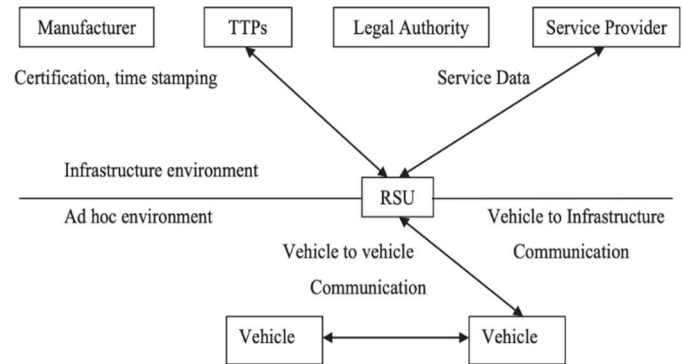 Manufacturer
TTPs
Legal Authority
Service Provider
Certification, time stamping
Service Data
Infrastructure environment
RSU
Ad hoc environment
Vehicle to Infrastructure
Communication
Vehicle to vehicle
Communication
Vehicle
Vehicle